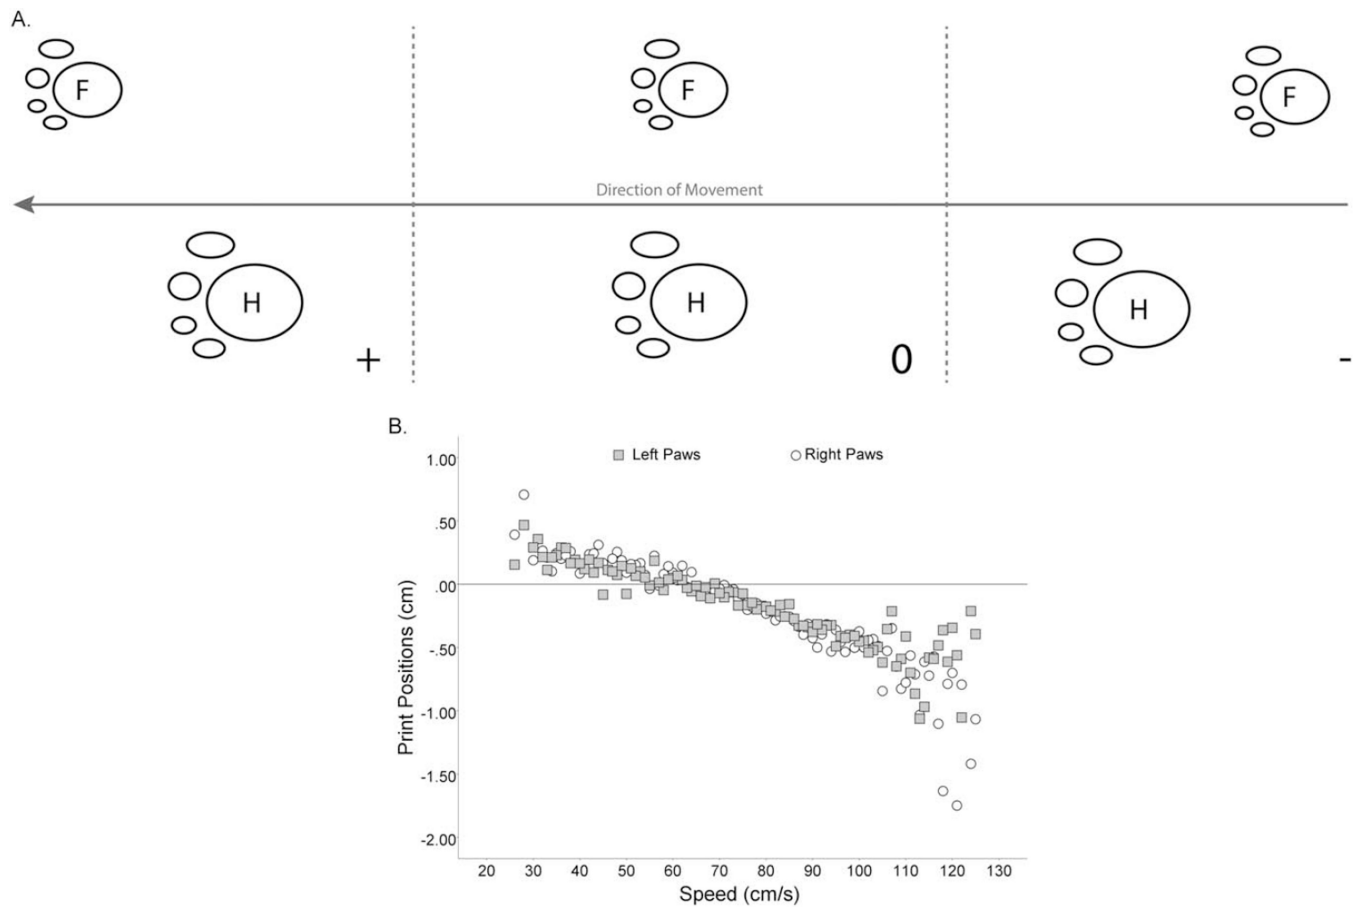 A.
F
F
F
Direction of Movement
H
H
H
+
0
-
B.
Left Paws
Right Paws
1.00
.50
.00
-.50
-1.00
-1.50
-2.00
Print Positions (cm)
20 30 40 50 60 70 80 90 100 110 120 130
Speed (cm/s)